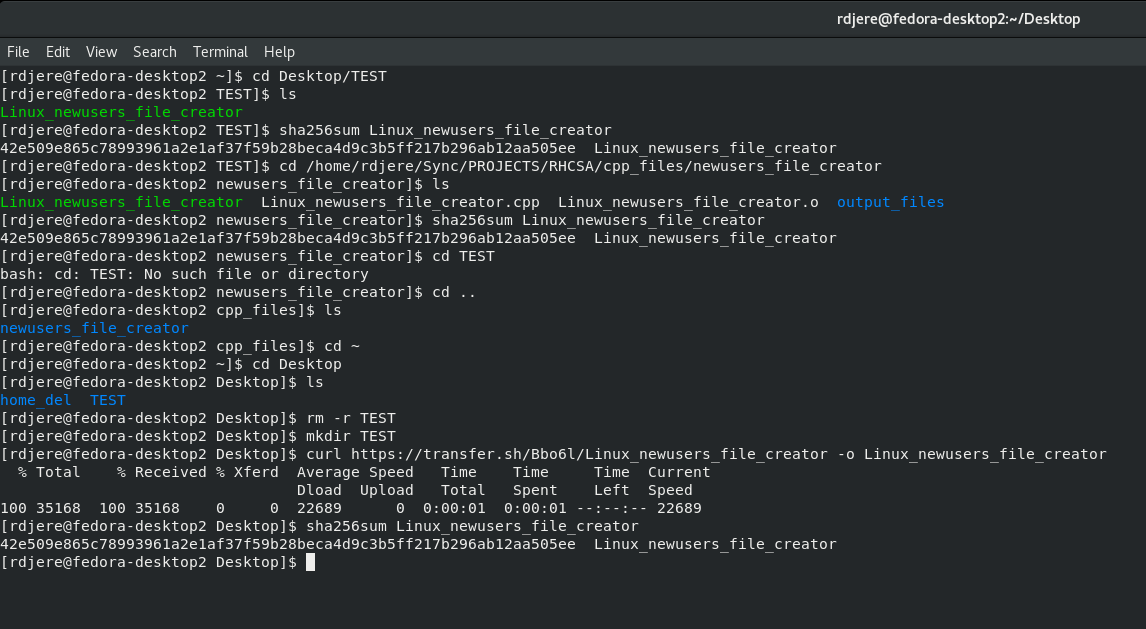 rdjere@fedora-desktop2:~/Desktop
File Edit View Search Terminal Help
[rdjere@fedora-desktop2 ~]$ cd Desktop/TEST
[rdjere@fedora-desktop2 TEST]$ ls
Linux_newusers_file_creator
[rdjere@fedora-desktop2 TEST]$ sha256sum Linux_newusers_file_creator
42e509e865c78993961a2e1af37f59b28beca4d9c3b5ff217b296ab12aa505ee  Linux_newusers_file_creator
[rdjere@fedora-desktop2 TEST]$ cd /home/rdjere/Sync/PROJECTS/RHCSA/cpp_files/newusers_file_creator
[rdjere@fedora-desktop2 newusers_file_creator]$ ls
Linux_newusers_file_creator  Linux_newusers_file_creator.cpp  Linux_newusers_file_creator.o  output_files
[rdjere@fedora-desktop2 newusers_file_creator]$ sha256sum Linux_newusers_file_creator
42e509e865c78993961a2e1af37f59b28beca4d9c3b5ff217b296ab12aa505ee  Linux_newusers_file_creator
[rdjere@fedora-desktop2 newusers_file_creator]$ cd TEST
bash: cd: TEST: No such file or directory
[rdjere@fedora-desktop2 newusers_file_creator]$ cd ..
[rdjere@fedora-desktop2 cpp_files]$ ls
newusers_file_creator
[rdjere@fedora-desktop2 cpp_files]$ cd ~
[rdjere@fedora-desktop2 ~]$ cd Desktop
[rdjere@fedora-desktop2 Desktop]$ ls
home_del  TEST
[rdjere@fedora-desktop2 Desktop]$ rm -r TEST
[rdjere@fedora-desktop2 Desktop]$ mkdir TEST
[rdjere@fedora-desktop2 Desktop]$ curl https://transfer.sh/Bbo6l/Linux_newusers_file_creator -o Linux_newusers_file_creator
  % Total    % Received % Xferd  Average Speed   Time    Time     Time  Current
                                 Dload  Upload   Total   Spent    Left  Speed
100 35168  100 35168    0     0  22689      0  0:00:01  0:00:01 --:--:-- 22689
[rdjere@fedora-desktop2 Desktop]$ sha256sum Linux_newusers_file_creator
42e509e865c78993961a2e1af37f59b28beca4d9c3b5ff217b296ab12aa505ee  Linux_newusers_file_creator
[rdjere@fedora-desktop2 Desktop]$